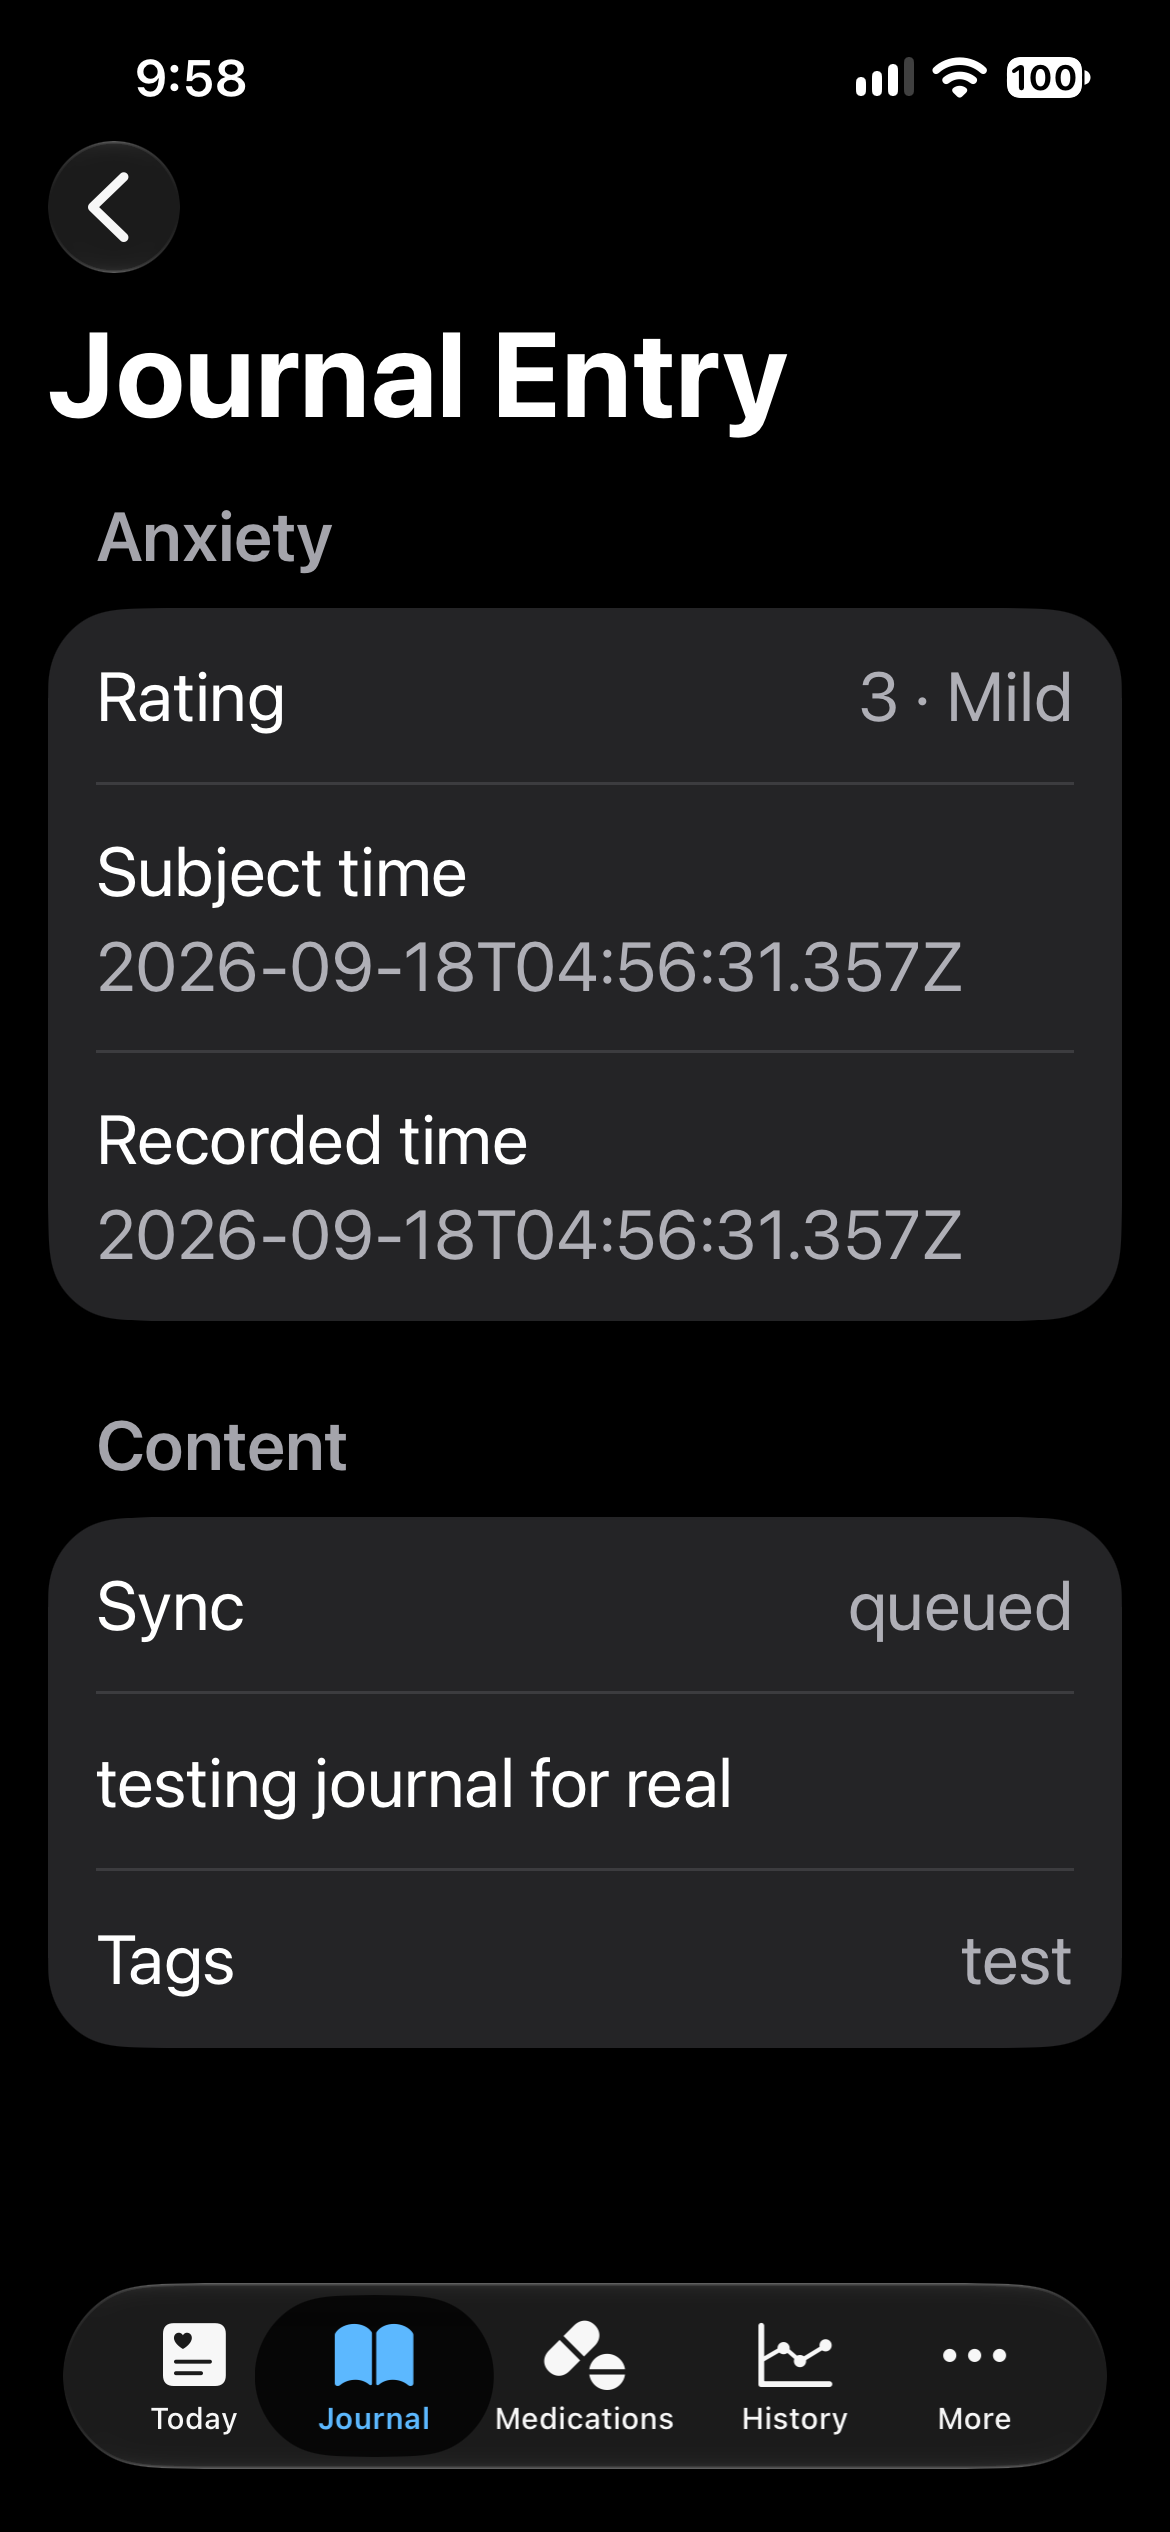 9:58
100
Journal Entry
Anxiety
Rating 3 · Mild
Subject time
2026-09-18T04:56:31.357Z
Recorded time
2026-09-18T04:56:31.357Z
Content
Sync queued
testing journal for real
Tags test
Today Journal Medications History More